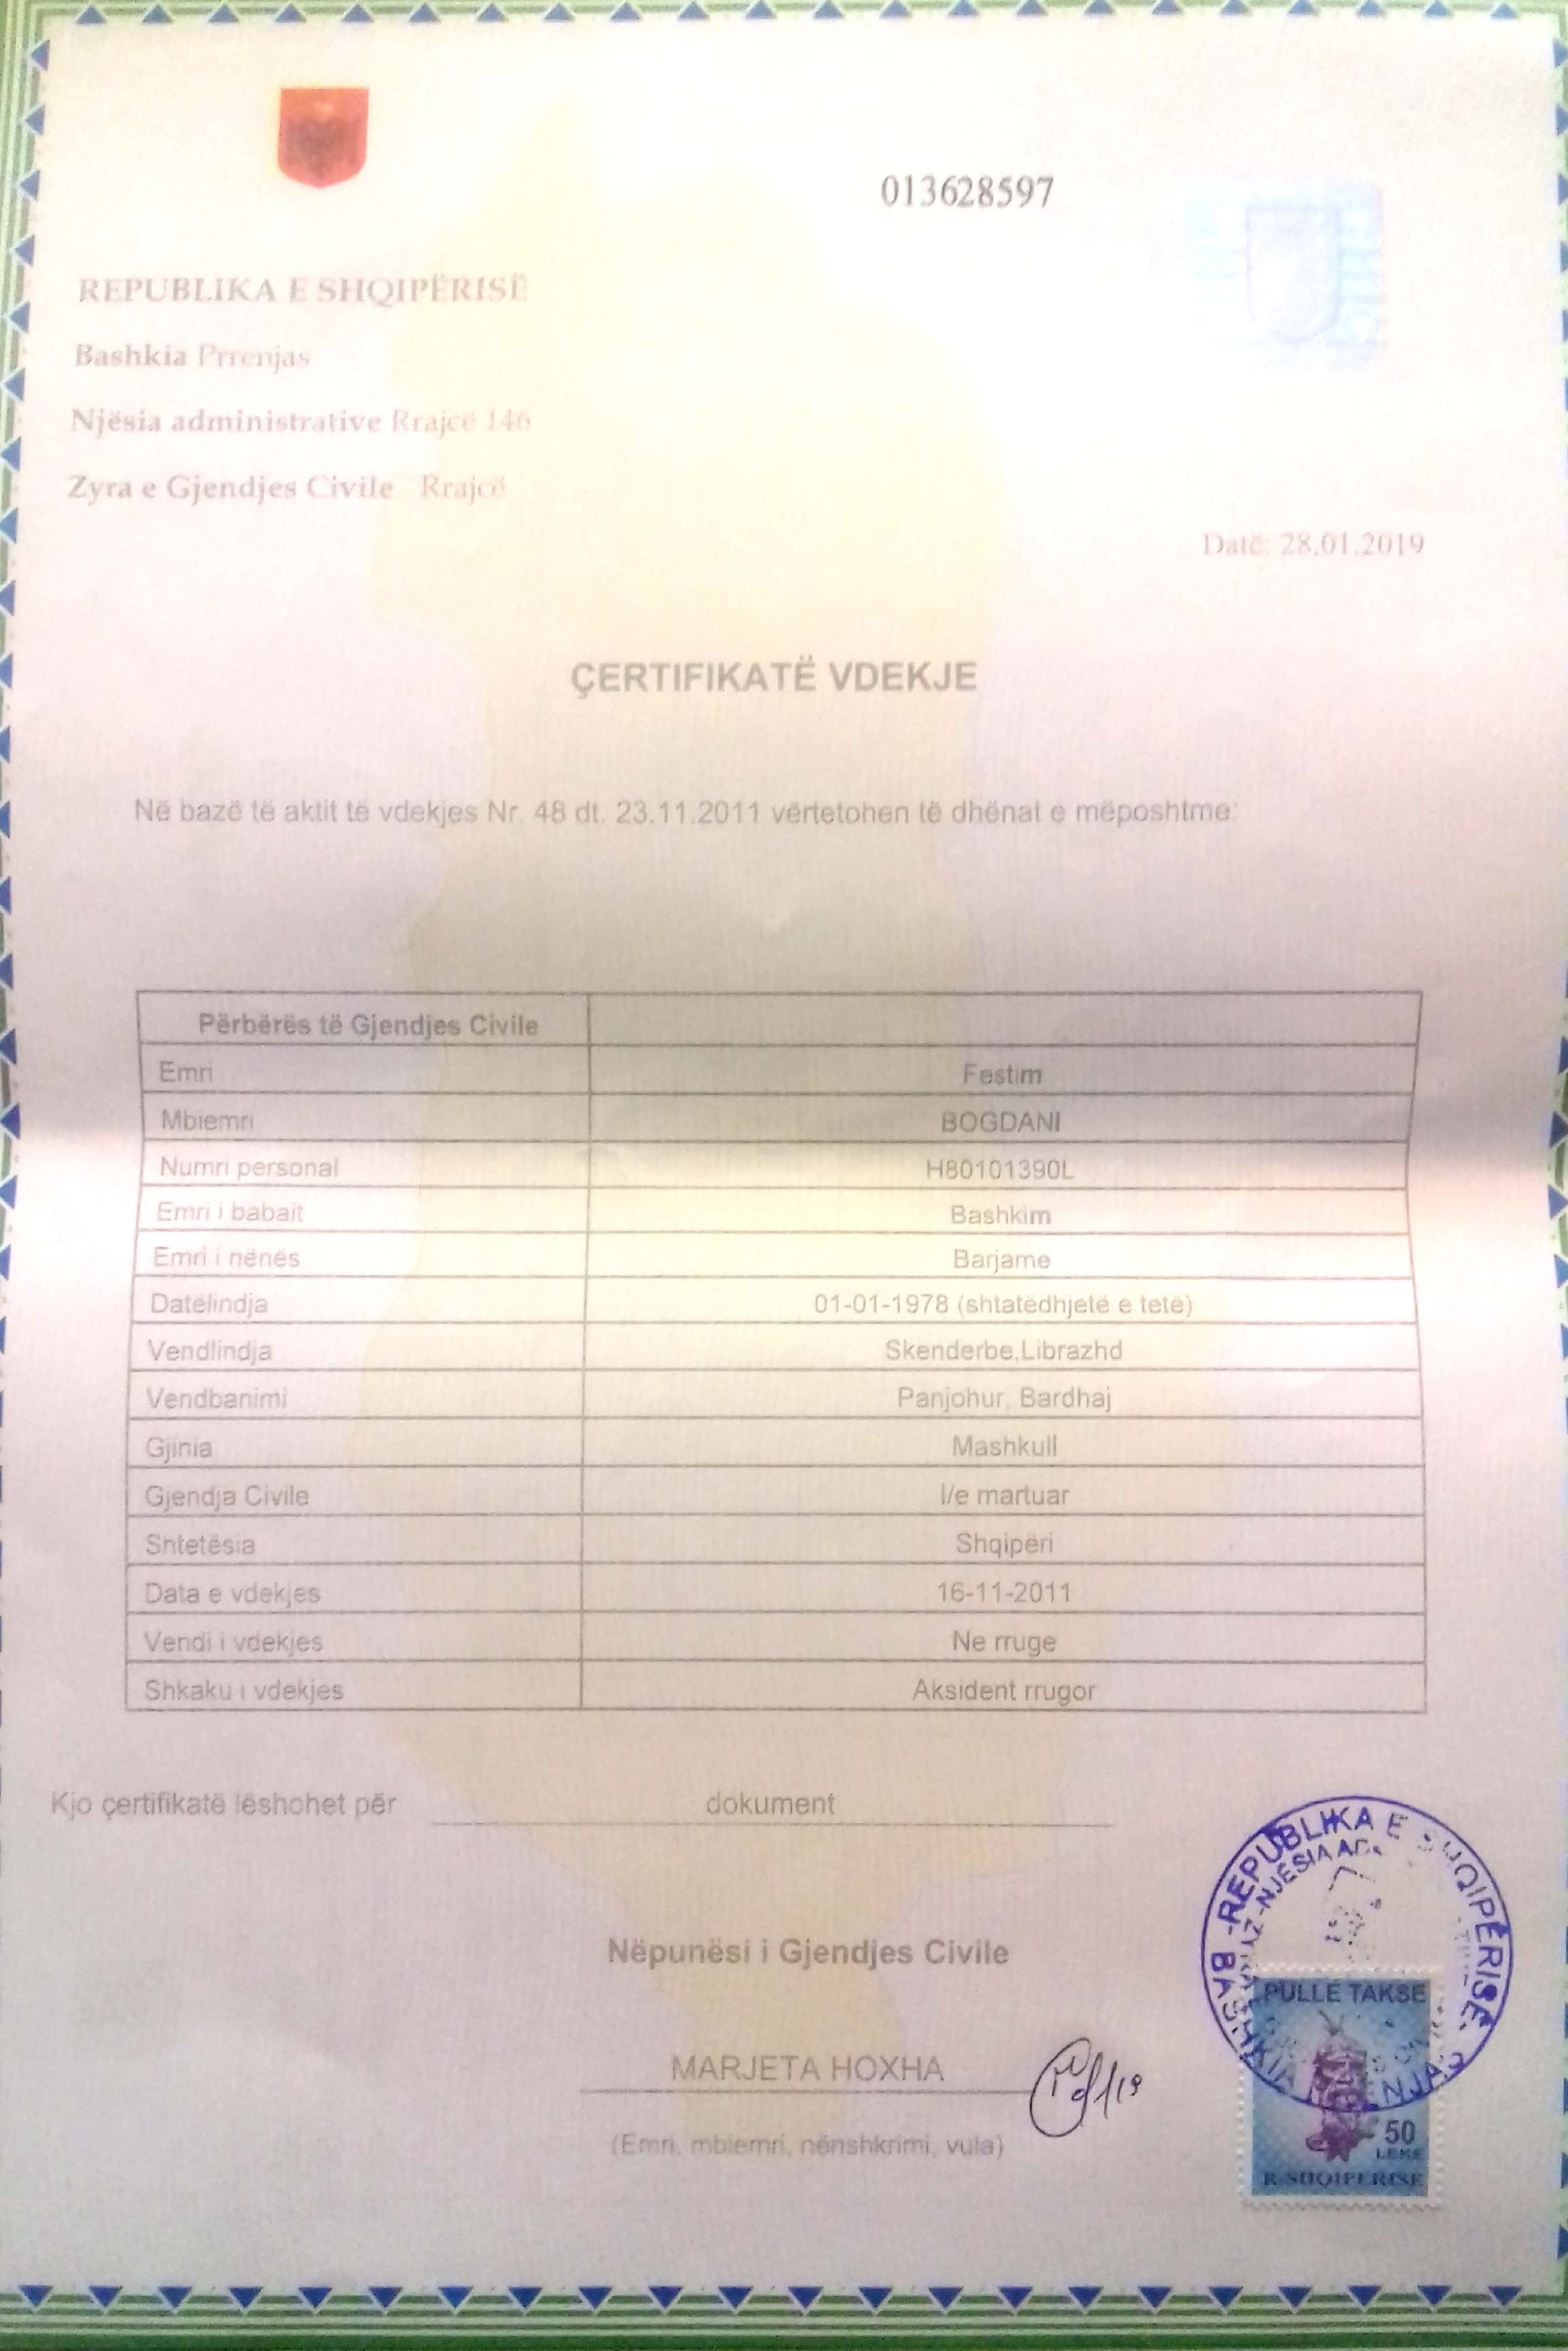 013628597
REPUBLIKA E SHQIPËRISË
Bashkia Prrenjas
Njësia administrative Rrajcë 146
Zyra e Gjendjes Civile Rrajcë
Datë: 28.01.2019
ÇERTIFIKATË VDEKJE
Në bazë të aktit të vdekjes Nr. 48 dt. 23.11.2011 vërtetohen të dhënat e mëposhtme:
Përbërës të Gjendjes Civile
Emri Festim
Mbiemri BOGDANI
Numri personal H80101390L
Emri i babait Bashkim
Emri i nënës Barjame
Datëlindja 01-01-1978 (shtatëdhjetë e tetë)
Vendlindja Skenderbe,Librazhd
Vendbanimi Panjohur, Bardhaj
Gjinia Mashkull
Gjendja Civile I/e martuar
Shtetësia Shqipëri
Data e vdekjes 16-11-2011
Vendi i vdekjes Ne rruge
Shkaku i vdekjes Aksident rrugor
Kjo çertifikatë lëshohet për dokument
Nëpunësi i Gjendjes Civile
MARJETA HOXHA
(Emri, mbiemri, nënshkrimi, vula)
REPUBLIKA E SHQIPËRISË
BASHKIA
NJËSIA
PULLE TAKSE
50
LEKE
R.SHQIPERISE